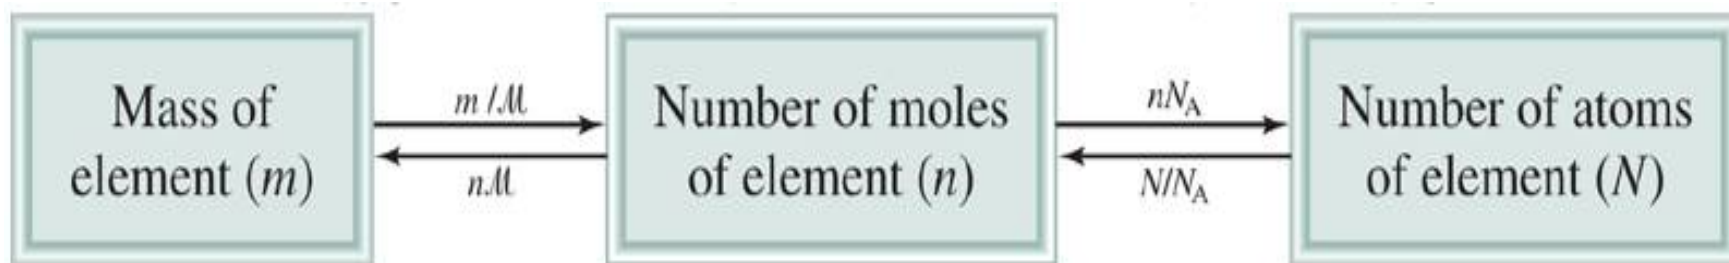 Mass of
element (m)
m/ℳ
nℳ
Number of moles
of element (n)
nN_A
N/N_A
Number of atoms
of element (N)